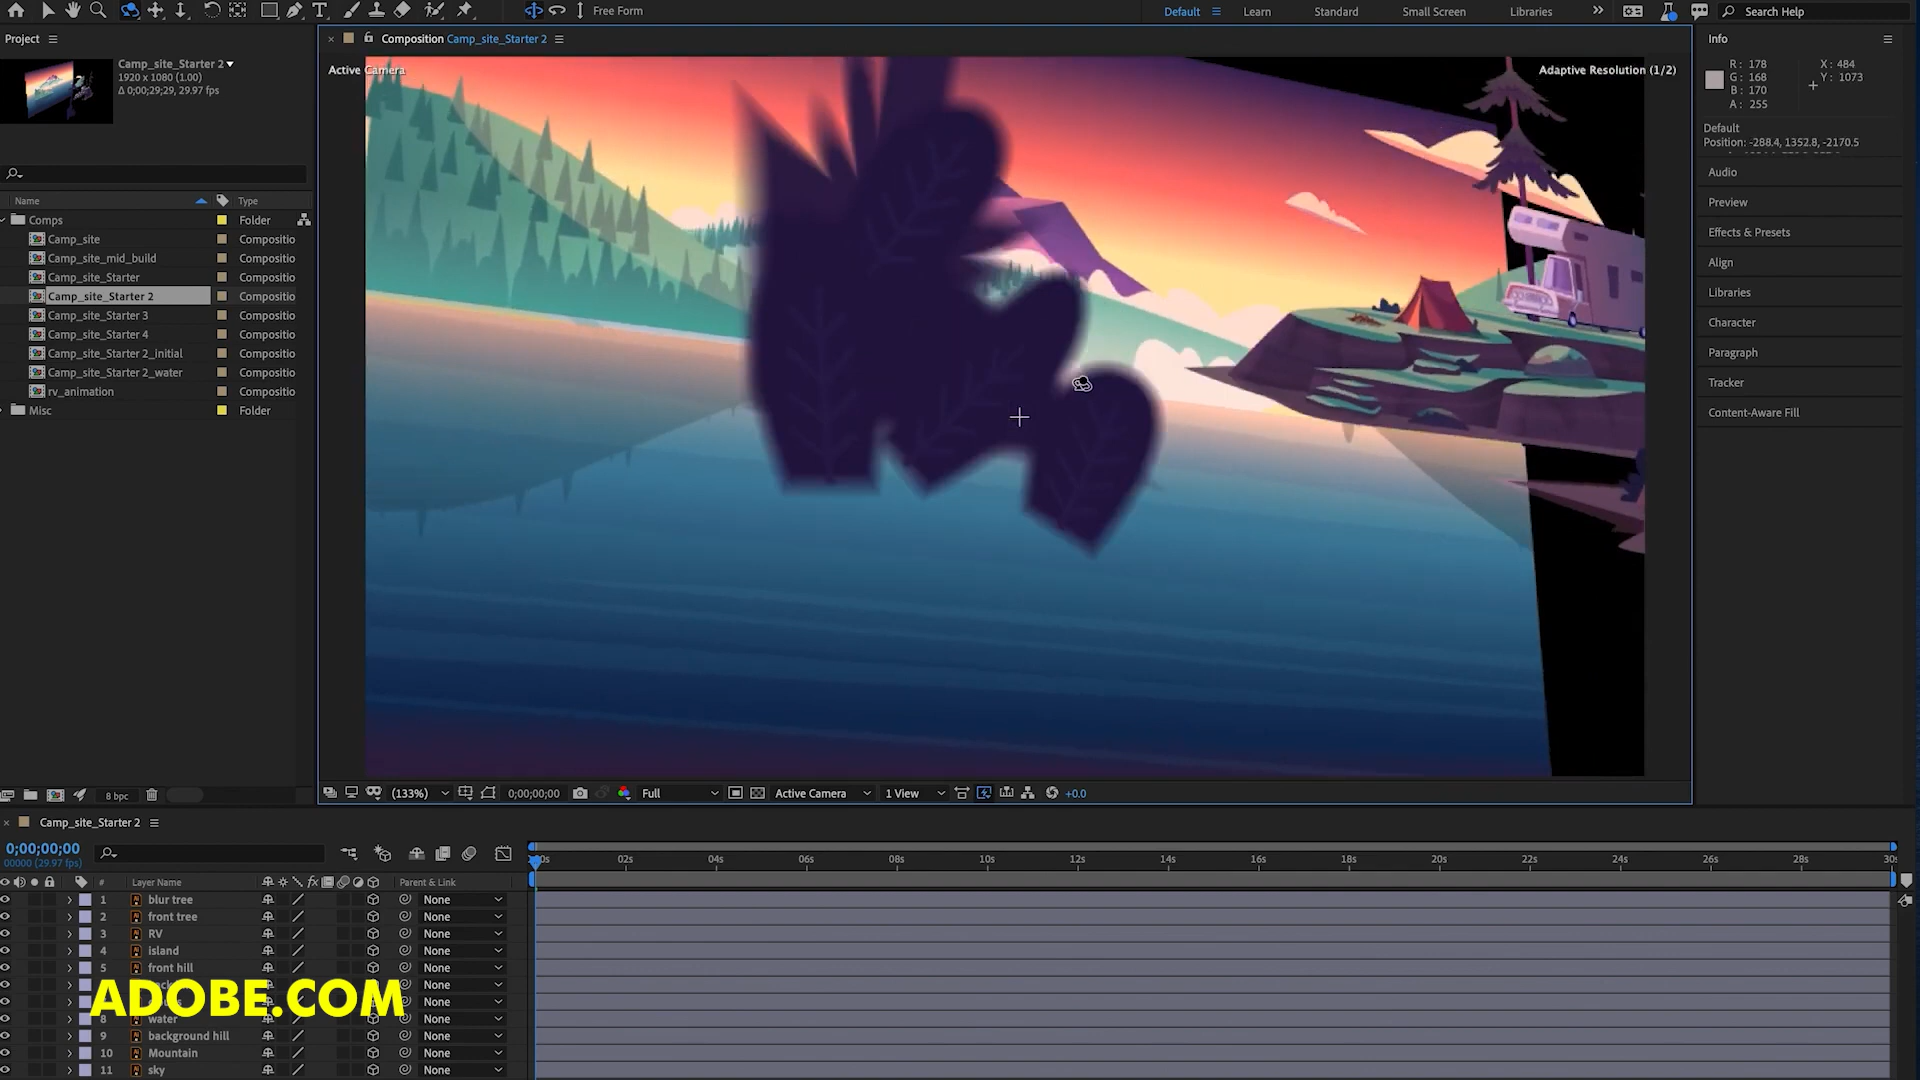 Free Form
Default
Learn
Standard
Small Screen
Libraries
Search Help
Project
Composition Camp_site_Starter 2
Info
Camp_site_Starter 2
1920 x 1080 (1.00)
Δ 0;00;29;29, 29.97 fps
Active Camera
Adaptive Resolution (1/2)
R: 178
G: 168
B: 170
A: 255
X: 484
Y: 1073
Default
Position: -288.4, 1352.8, -2170.5
Audio
Preview
Effects & Presets
Align
Libraries
Character
Paragraph
Tracker
Content-Aware Fill
Name
Type
Comps
Folder
Camp_site
Compositio
Camp_site_mid_build
Compositio
Camp_site_Starter
Compositio
Camp_site_Starter 2
Compositio
Camp_site_Starter 3
Compositio
Camp_site_Starter 4
Compositio
Camp_site_Starter 2_initial
Compositio
Camp_site_Starter 2_water
Compositio
rv_animation
Compositio
Misc
Folder
8 bpc
(133%)
0;00;00;00
Full
Active Camera
1 View
+0.0
Camp_site_Starter 2
0;00;00;00
00000 (29.97 fps)
02s
04s
06s
08s
10s
12s
14s
16s
18s
20s
22s
24s
26s
28s
30s
#
Layer Name
fx
Parent & Link
1
blur tree
None
2
front tree
None
3
RV
None
4
island
None
5
front hill
None
None
None
8
water
None
9
background hill
None
10
Mountain
None
11
sky
None
ADOBE.COM